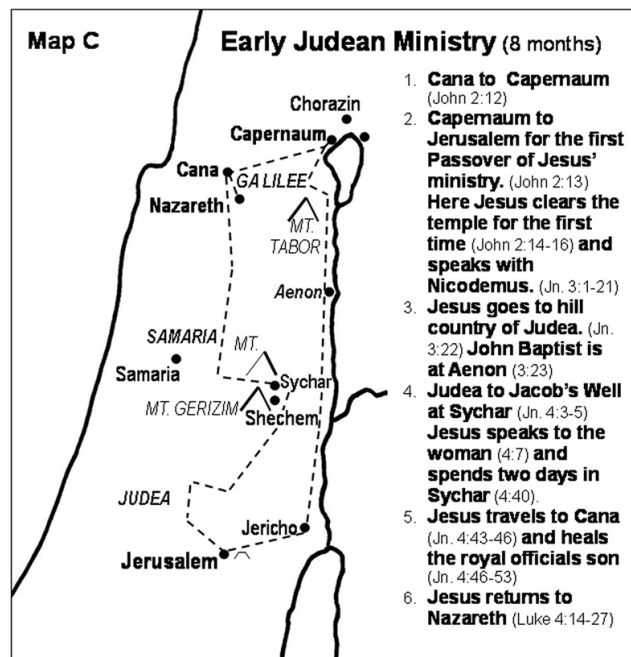 Map C
Early Judean Ministry (8 months)
Chorazin
Capernaum
Cana
GALILEE
Nazareth
MT.
TABOR
Aenon
SAMARIA
MT.
Samaria
Sychar
MT. GERIZIM
Shechem
JUDEA
Jericho
Jerusalem
1. Cana to Capernaum
(John 2:12)
2. Capernaum to
Jerusalem for the first
Passover of Jesus'
ministry. (John 2:13)
Here Jesus clears the
temple for the first
time (John 2:14-16) and
speaks with
Nicodemus. (Jn. 3:1-21)
3. Jesus goes to hill
country of Judea. (Jn.
3:22) John Baptist is
at Aenon (3:23)
4. Judea to Jacob's Well
at Sychar (Jn. 4:3-5)
Jesus speaks to the
woman (4:7) and
spends two days in
Sychar (4:40).
5. Jesus travels to Cana
(Jn. 4:43-46) and heals
the royal officials son
(Jn. 4:46-53)
6. Jesus returns to
Nazareth (Luke 4:14-27)